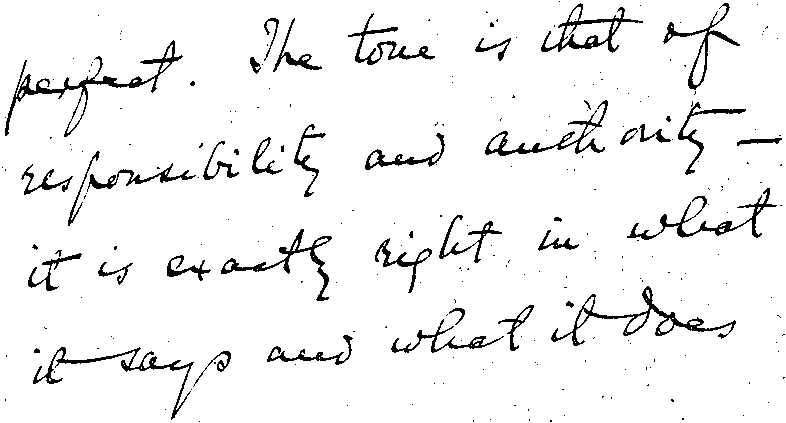 perfect. The tone is that of
responsibility and authority —
it is exactly right in what
it says and what it does